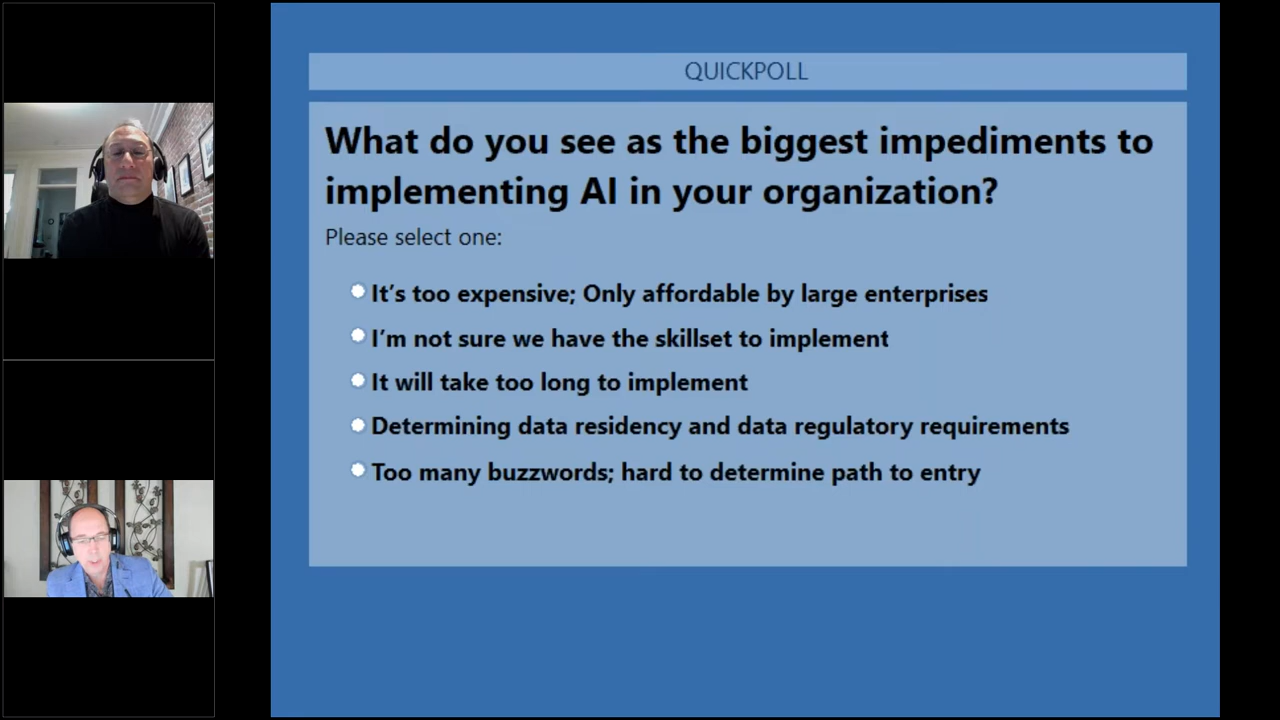 QUICKPOLL
What do you see as the biggest impediments to
implementing AI in your organization?
Please select one:
It’s too expensive; Only affordable by large enterprises
I’m not sure we have the skillset to implement
It will take too long to implement
Determining data residency and data regulatory requirements
Too many buzzwords; hard to determine path to entry